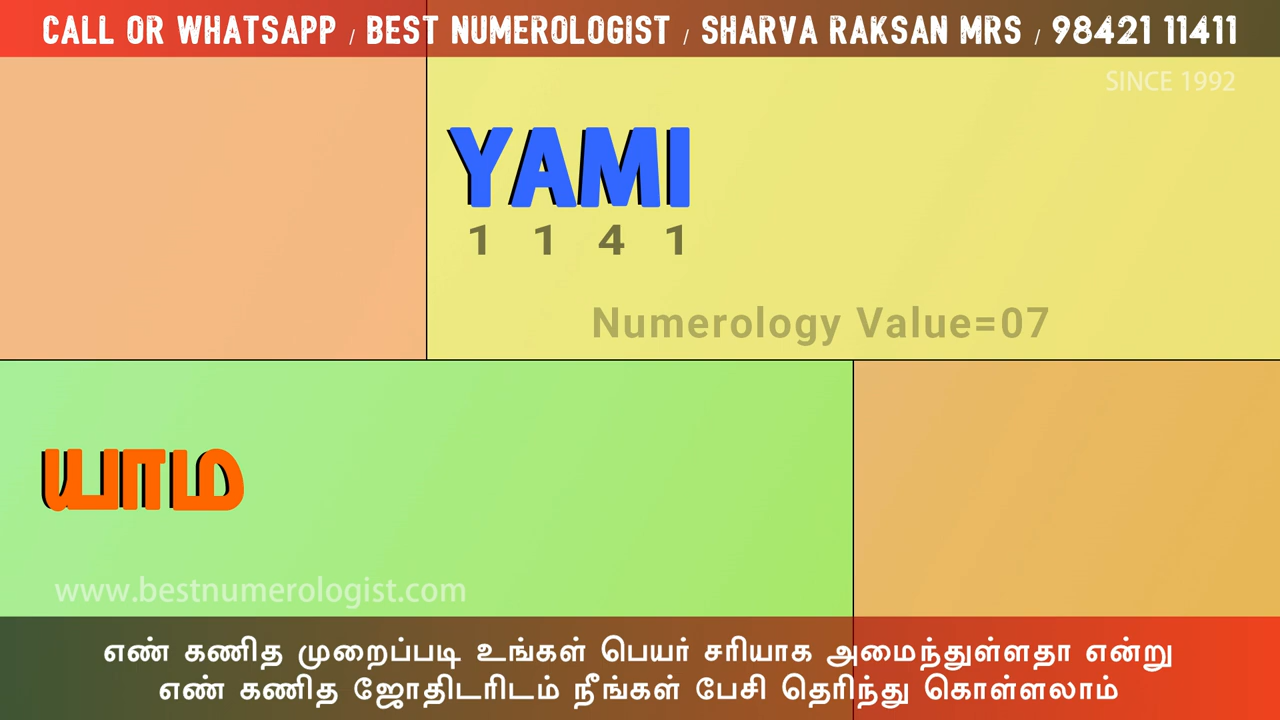 CALL OR WHATSAPP / BEST NUMEROLOGIST / SHARVA RAKSAN MRS / 98421 11411
SINCE 1992
YAMI
1 1 4 1
Numerology Value=07
யாம
www.bestnumerologist.com
எண் கணித முறைப்படி உங்கள் பெயர் சரியாக அமைந்துள்ளதா என்று
எண் கணித ஜோதிடரிடம் நீங்கள் பேசி தெரிந்து கொள்ளலாம்